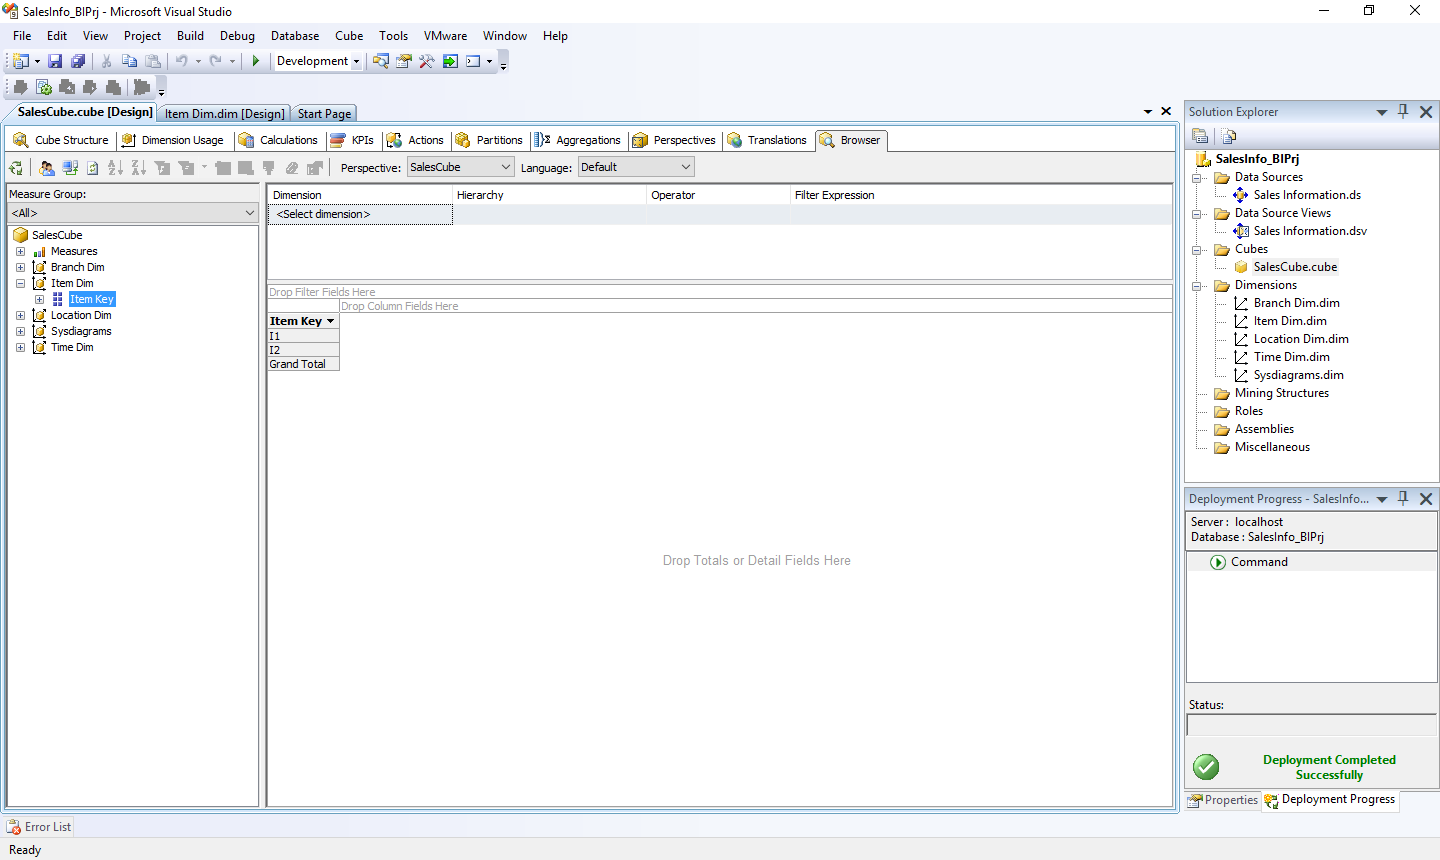 SalesInfo_BIPrj - Microsoft Visual Studio
File Edit View Project Build Debug Database Cube Tools VMware Window Help
Development
SalesCube.cube [Design] Item Dim.dim [Design] Start Page
Cube Structure Dimension Usage Calculations KPIs Actions Partitions Aggregations Perspectives Translations Browser
Perspective: SalesCube Language: Default
Measure Group:
<All>
SalesCube
Measures
Branch Dim
Item Dim
Item Key
Location Dim
Sysdiagrams
Time Dim
Dimension Hierarchy Operator Filter Expression
<Select dimension>
Drop Filter Fields Here
Drop Column Fields Here
Item Key
I1
I2
Grand Total
Drop Totals or Detail Fields Here
Solution Explorer
SalesInfo_BIPrj
Data Sources
Sales Information.ds
Data Source Views
Sales Information.dsv
Cubes
SalesCube.cube
Dimensions
Branch Dim.dim
Item Dim.dim
Location Dim.dim
Time Dim.dim
Sysdiagrams.dim
Mining Structures
Roles
Assemblies
Miscellaneous
Deployment Progress - SalesInfo...
Server : localhost
Database : SalesInfo_BIPrj
Command
Status:
Deployment Completed
Successfully
Properties Deployment Progress
Error List
Ready